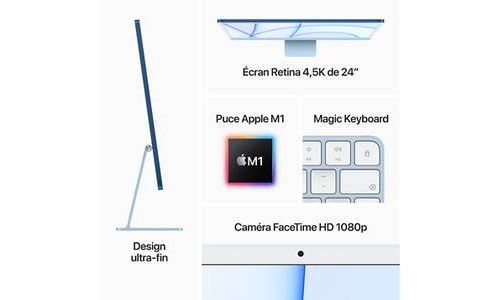 Écran Retina 4,5K de 24”
Puce Apple M1
Magic Keyboard
M1
Caméra FaceTime HD 1080p
Design
ultra-fin